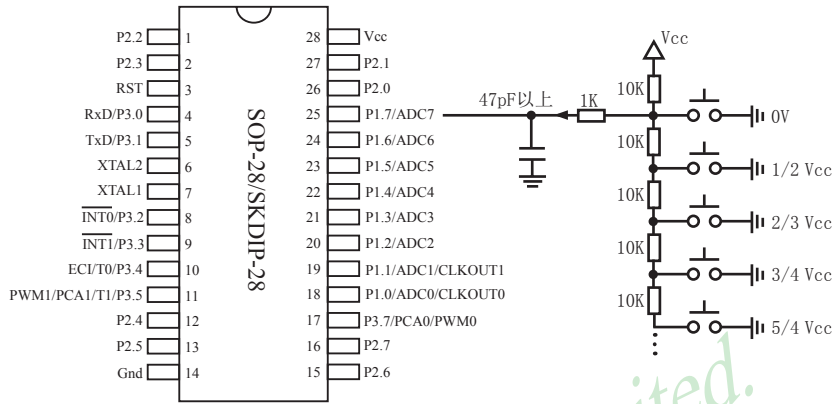 P2.2 1 28 Vcc
P2.3 2 27 P2.1
RST 3 26 P2.0
RxD/P3.0 4 25 P1.7/ADC7
TxD/P3.1 5 24 P1.6/ADC6
XTAL2 6 23 P1.5/ADC5
XTAL1 7 22 P1.4/ADC4
INT0/P3.2 8 21 P1.3/ADC3
INT1/P3.3 9 20 P1.2/ADC2
ECI/T0/P3.4 10 19 P1.1/ADC1/CLKOUT1
PWM1/PCA1/T1/P3.5 11 18 P1.0/ADC0/CLKOUT0
P2.4 12 17 P3.7/PCA0/PWM0
P2.5 13 16 P2.7
Gnd 14 15 P2.6
SOP-28/SKDIP-28
Vcc
10K
47pF以上 1K
0V
10K
1/2 Vcc
10K
2/3 Vcc
10K
3/4 Vcc
10K
5/4 Vcc